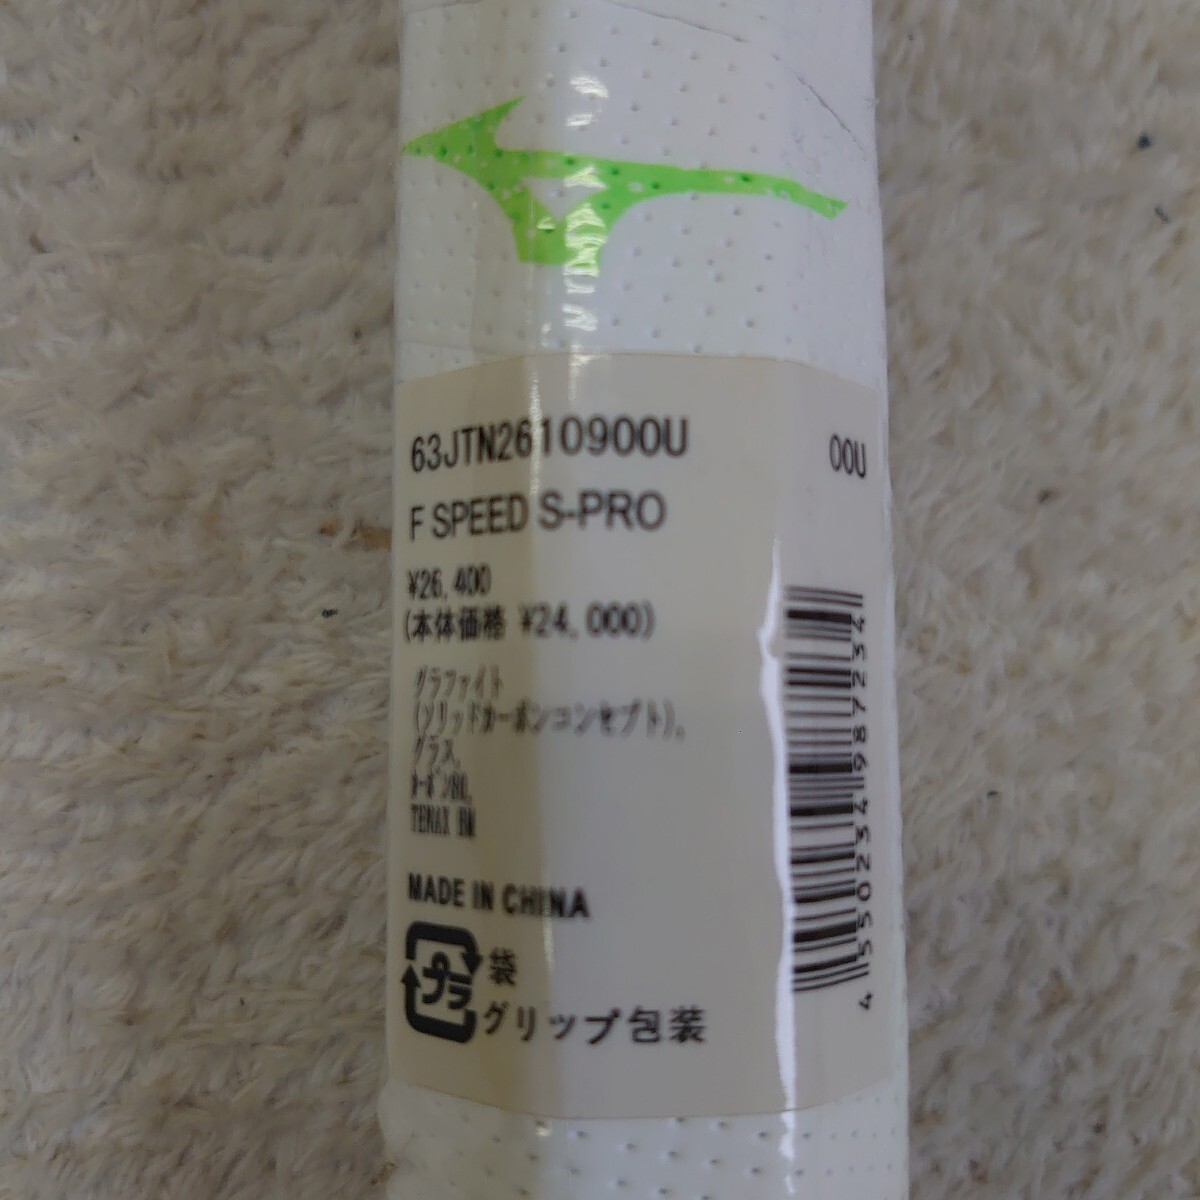 63JTN2610900U 00U
F SPEED S-PRO
¥26,400
(本体価格 ¥24,000)
グラファイト
(ソリッドカーボンコンセプト)、
グラス、
ｶｰﾎﾞﾝ80、
TENAX BM
MADE IN CHINA
プラ 袋
グリップ包装
4550234987234